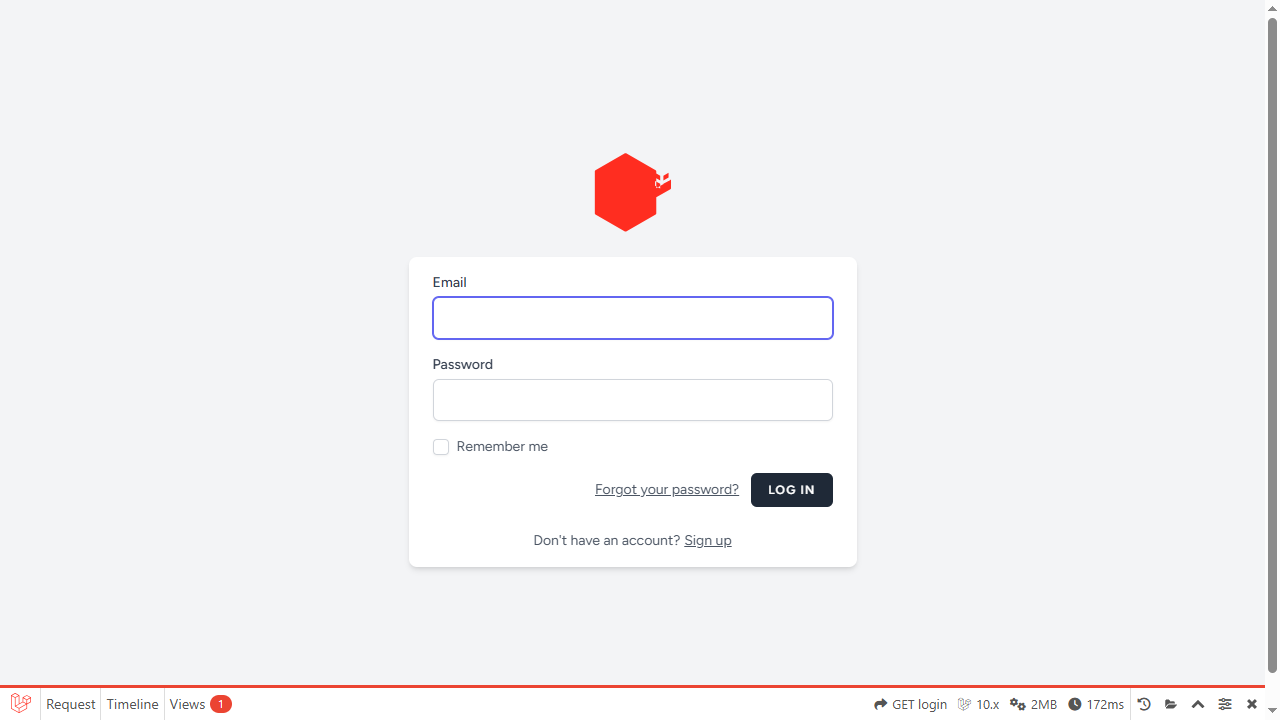 Email
Password
Remember me
Forgot your password? LOG IN
Don't have an account? Sign up
Request Timeline Views 1 GET login 10.x 2MB 172ms